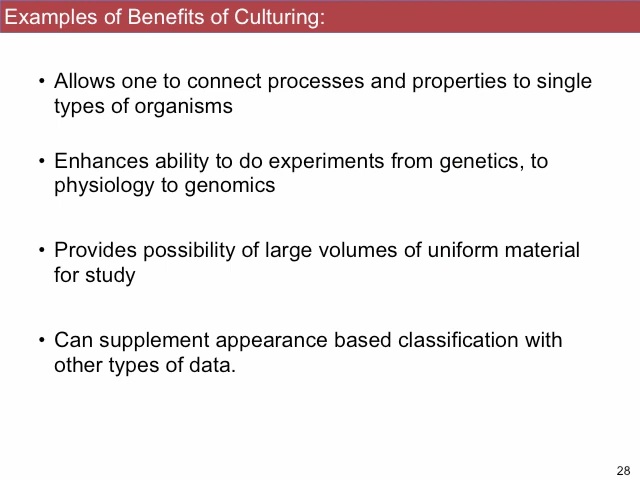 Examples of Benefits of Culturing:
• Allows one to connect processes and properties to single
types of organisms
• Enhances ability to do experiments from genetics, to
physiology to genomics
• Provides possibility of large volumes of uniform material
for study
• Can supplement appearance based classification with
other types of data.
28